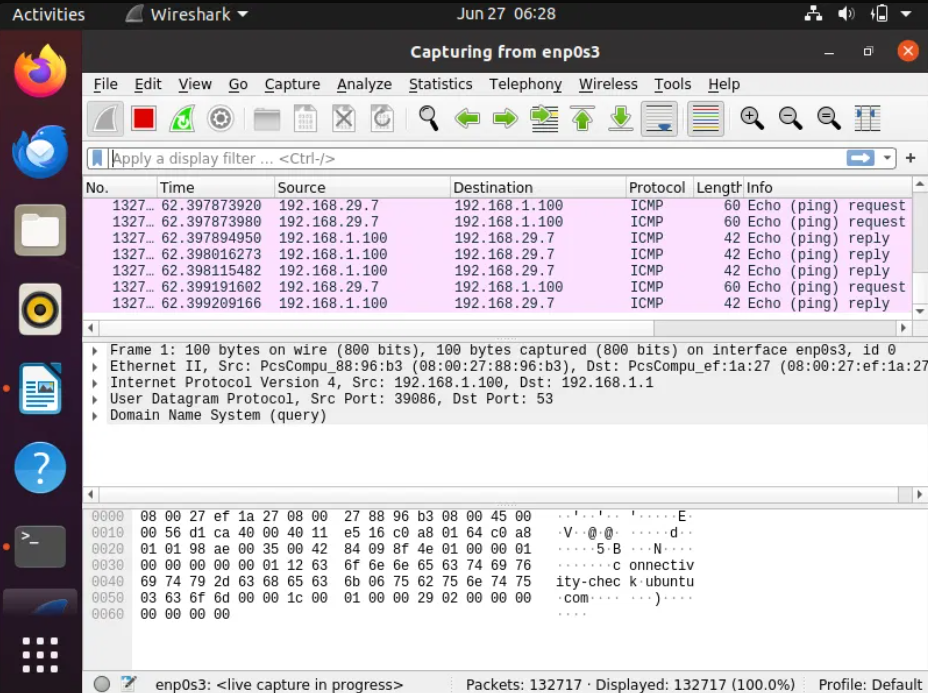 Activities Wireshark Jun 27 06:28
Capturing from enp0s3
File Edit View Go Capture Analyze Statistics Telephony Wireless Tools Help
Apply a display filter ... <Ctrl-/>
No. Time Source Destination Protocol Length Info
1327… 62.397873920 192.168.29.7 192.168.1.100 ICMP 60 Echo (ping) request
1327… 62.397873980 192.168.29.7 192.168.1.100 ICMP 60 Echo (ping) request
1327… 62.397894950 192.168.1.100 192.168.29.7 ICMP 42 Echo (ping) reply
1327… 62.398016273 192.168.1.100 192.168.29.7 ICMP 42 Echo (ping) reply
1327… 62.398115482 192.168.1.100 192.168.29.7 ICMP 42 Echo (ping) reply
1327… 62.399191602 192.168.29.7 192.168.1.100 ICMP 60 Echo (ping) request
1327… 62.399209166 192.168.1.100 192.168.29.7 ICMP 42 Echo (ping) reply
Frame 1: 100 bytes on wire (800 bits), 100 bytes captured (800 bits) on interface enp0s3, id 0
Ethernet II, Src: PcsCompu_88:96:b3 (08:00:27:88:96:b3), Dst: PcsCompu_ef:1a:27 (08:00:27:ef:1a:27
Internet Protocol Version 4, Src: 192.168.1.100, Dst: 192.168.1.1
User Datagram Protocol, Src Port: 39086, Dst Port: 53
Domain Name System (query)
0000 08 00 27 ef 1a 27 08 00 27 88 96 b3 08 00 45 00 ··'··'·· '·····E·
0010 00 56 d1 ca 40 00 40 11 e5 16 c0 a8 01 64 c0 a8 ·V··@·@· ·····d··
0020 01 01 98 ae 00 35 00 42 84 09 8f 4e 01 00 00 01 ·····5·B ···N····
0030 00 00 00 00 00 01 12 63 6f 6e 6e 65 63 74 69 76 ·······c onnectiv
0040 69 74 79 2d 63 68 65 63 6b 06 75 62 75 6e 74 75 ity-chec k·ubuntu
0050 03 63 6f 6d 00 00 1c 00 01 00 00 29 02 00 00 00 ·com···· ···)····
0060 00 00 00 00 ····
enp0s3: <live capture in progress> Packets: 132717 · Displayed: 132717 (100.0%) Profile: Default